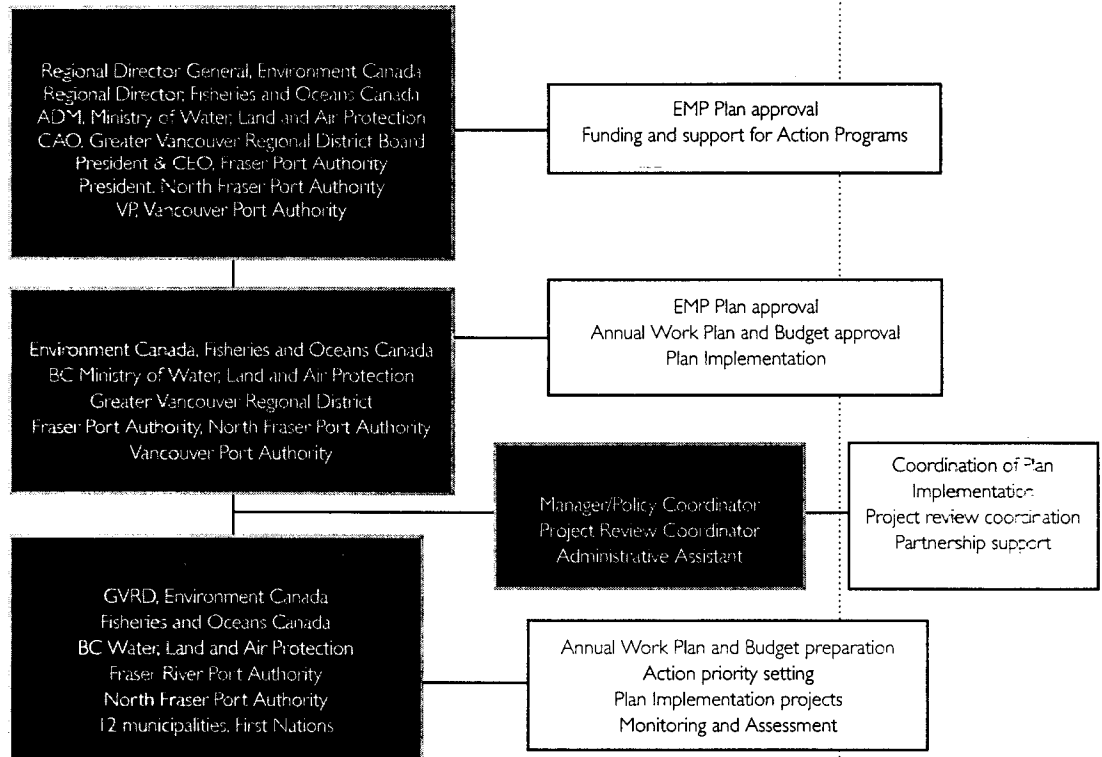 Regional Director General, Environment Canada
Regional Director, Fisheries and Oceans Canada
ADM, Ministry of Water, Land and Air Protection
CAO, Greater Vancouver Regional District Board
President & CEO, Fraser Port Authority
President, North Fraser Port Authority
VP, Vancouver Port Authority
EMP Plan approval
Funding and support for Action Programs
Environment Canada, Fisheries and Oceans Canada
BC Ministry of Water, Land and Air Protection
Greater Vancouver Regional District
Fraser Port Authority, North Fraser Port Authority
Vancouver Port Authority
EMP Plan approval
Annual Work Plan and Budget approval
Plan Implementation
Manager/Policy Coordinator
Project Review Coordinator
Administrative Assistant
Coordination of Plan
Implementation
Project review coordination
Partnership support
GVRD, Environment Canada
Fisheries and Oceans Canada
BC Water, Land and Air Protection
Fraser River Port Authority
North Fraser Port Authority
12 municipalities, First Nations
Annual Work Plan and Budget preparation
Action priority setting
Plan Implementation projects
Monitoring and Assessment